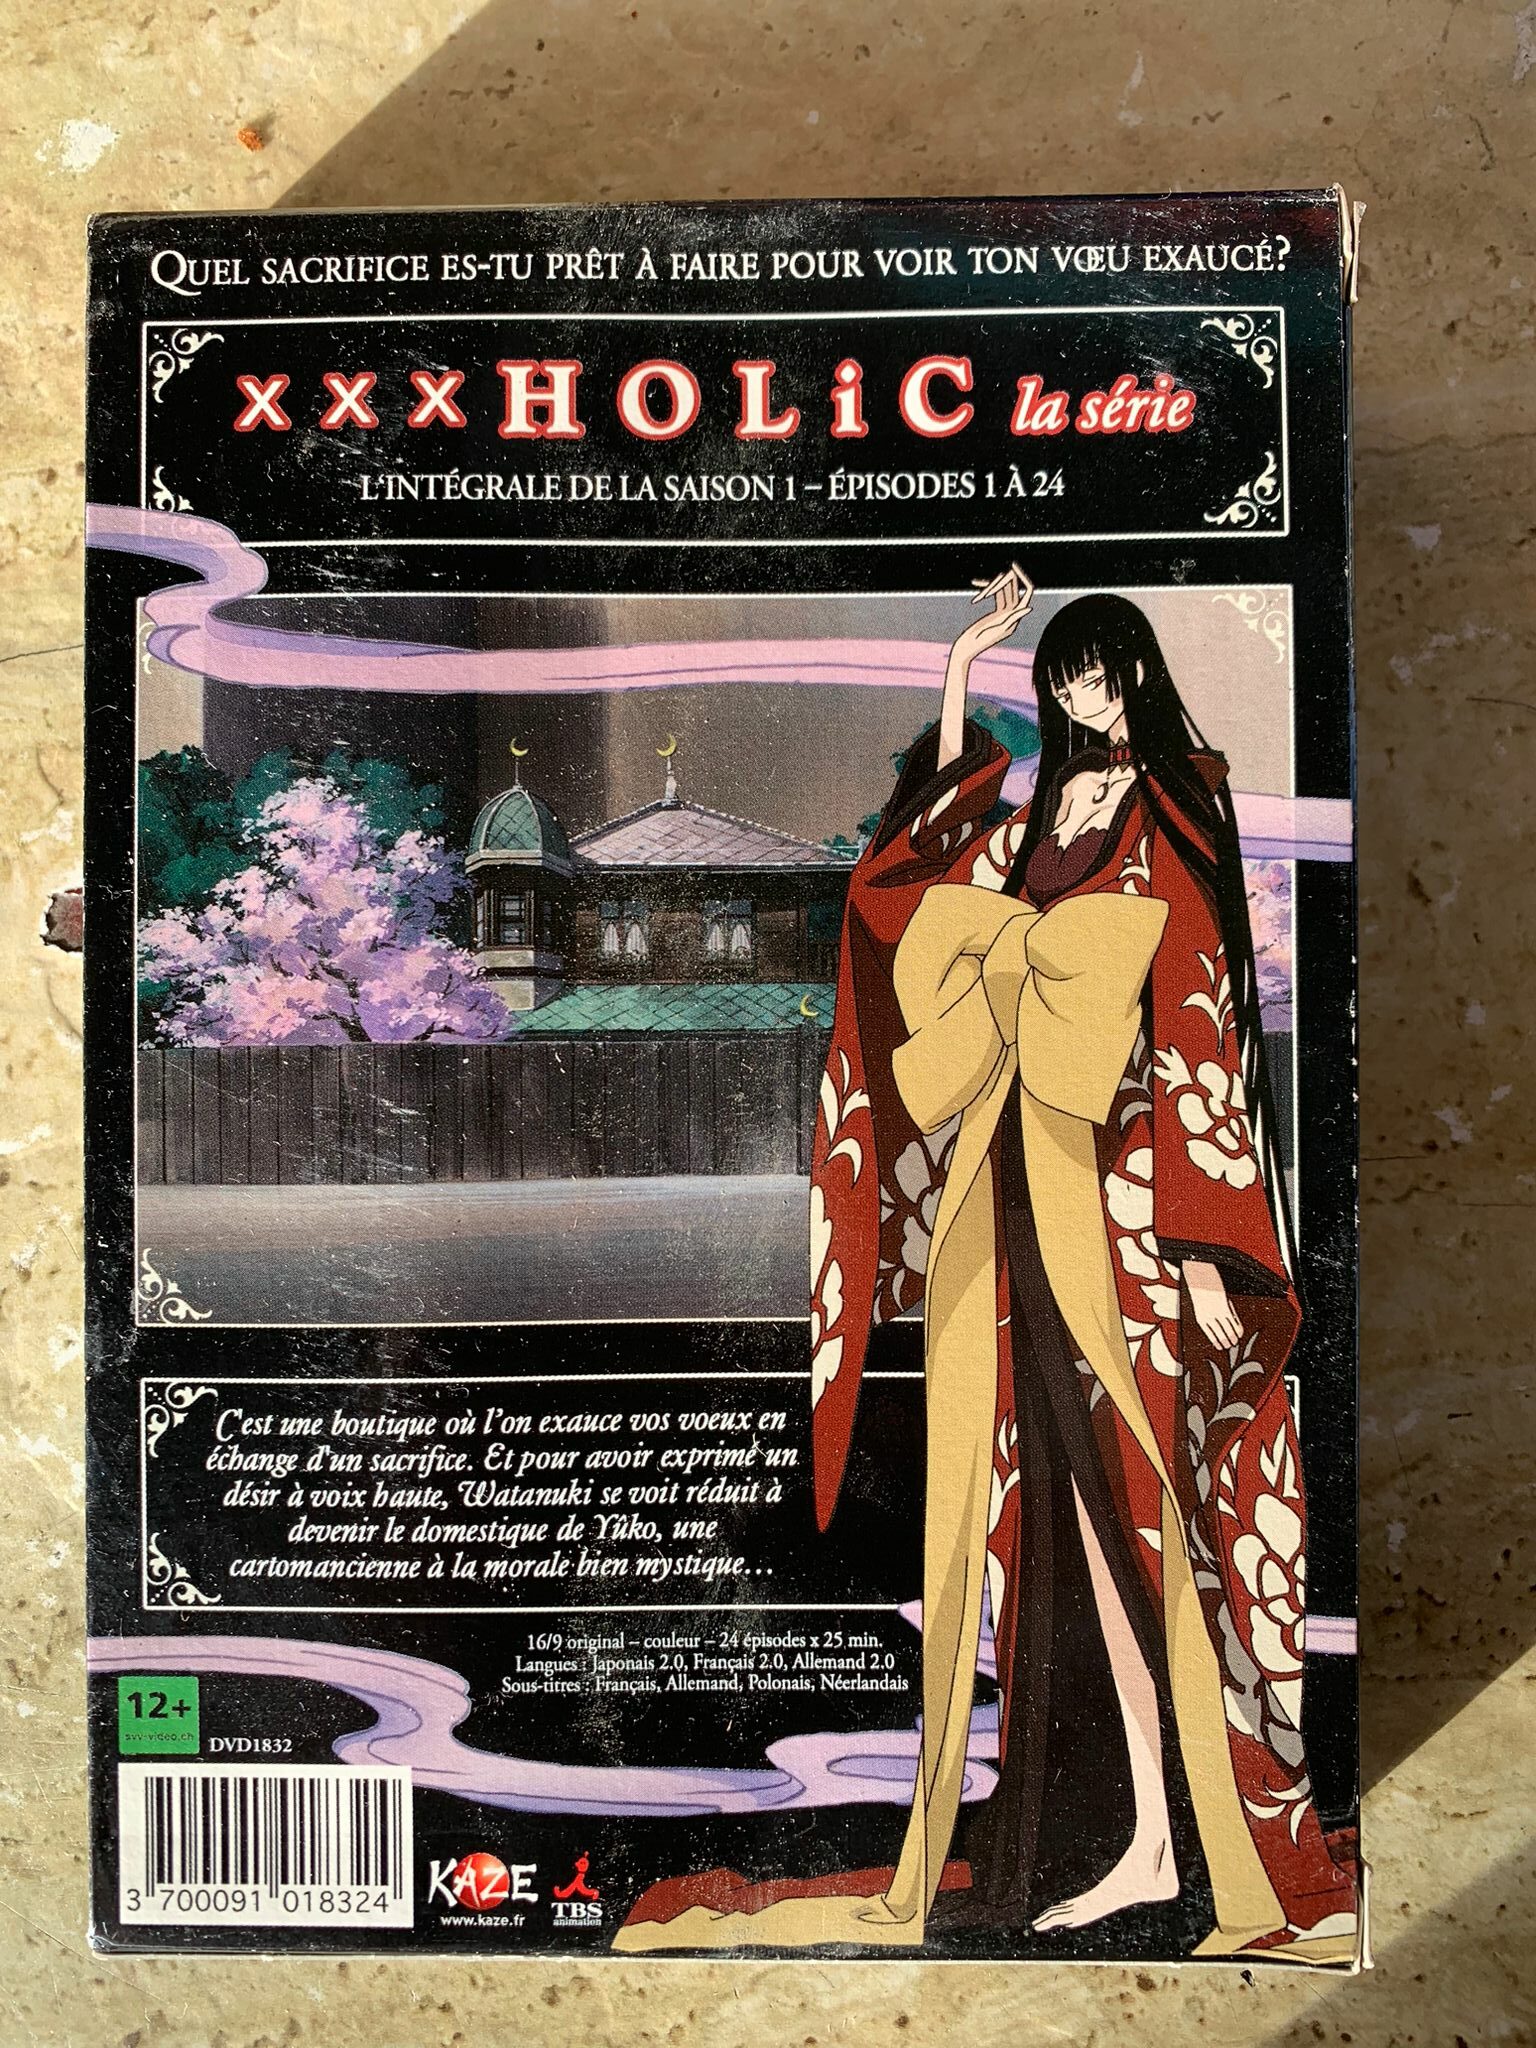 QUEL SACRIFICE ES-TU PRÊT À FAIRE POUR VOIR TON VŒU EXAUCÉ?
xxxHOLiC la série
L'INTÉGRALE DE LA SAISON 1 – ÉPISODES 1 À 24
C'est une boutique où l'on exauce vos voeux en
échange d'un sacrifice. Et pour avoir exprimé un
désir à voix haute, Watanuki se voit réduit à
devenir le domestique de Yûko, une
cartomancienne à la morale bien mystique...
16/9 original – couleur – 24 épisodes x 25 min.
Langues : Japonais 2.0, Français 2.0, Allemand 2.0
Sous-titres : Français, Allemand, Polonais, Néerlandais
12+
svv-video.ch
DVD1832
3 700091 018324
KAZE
www.kaze.fr
TBS
animation